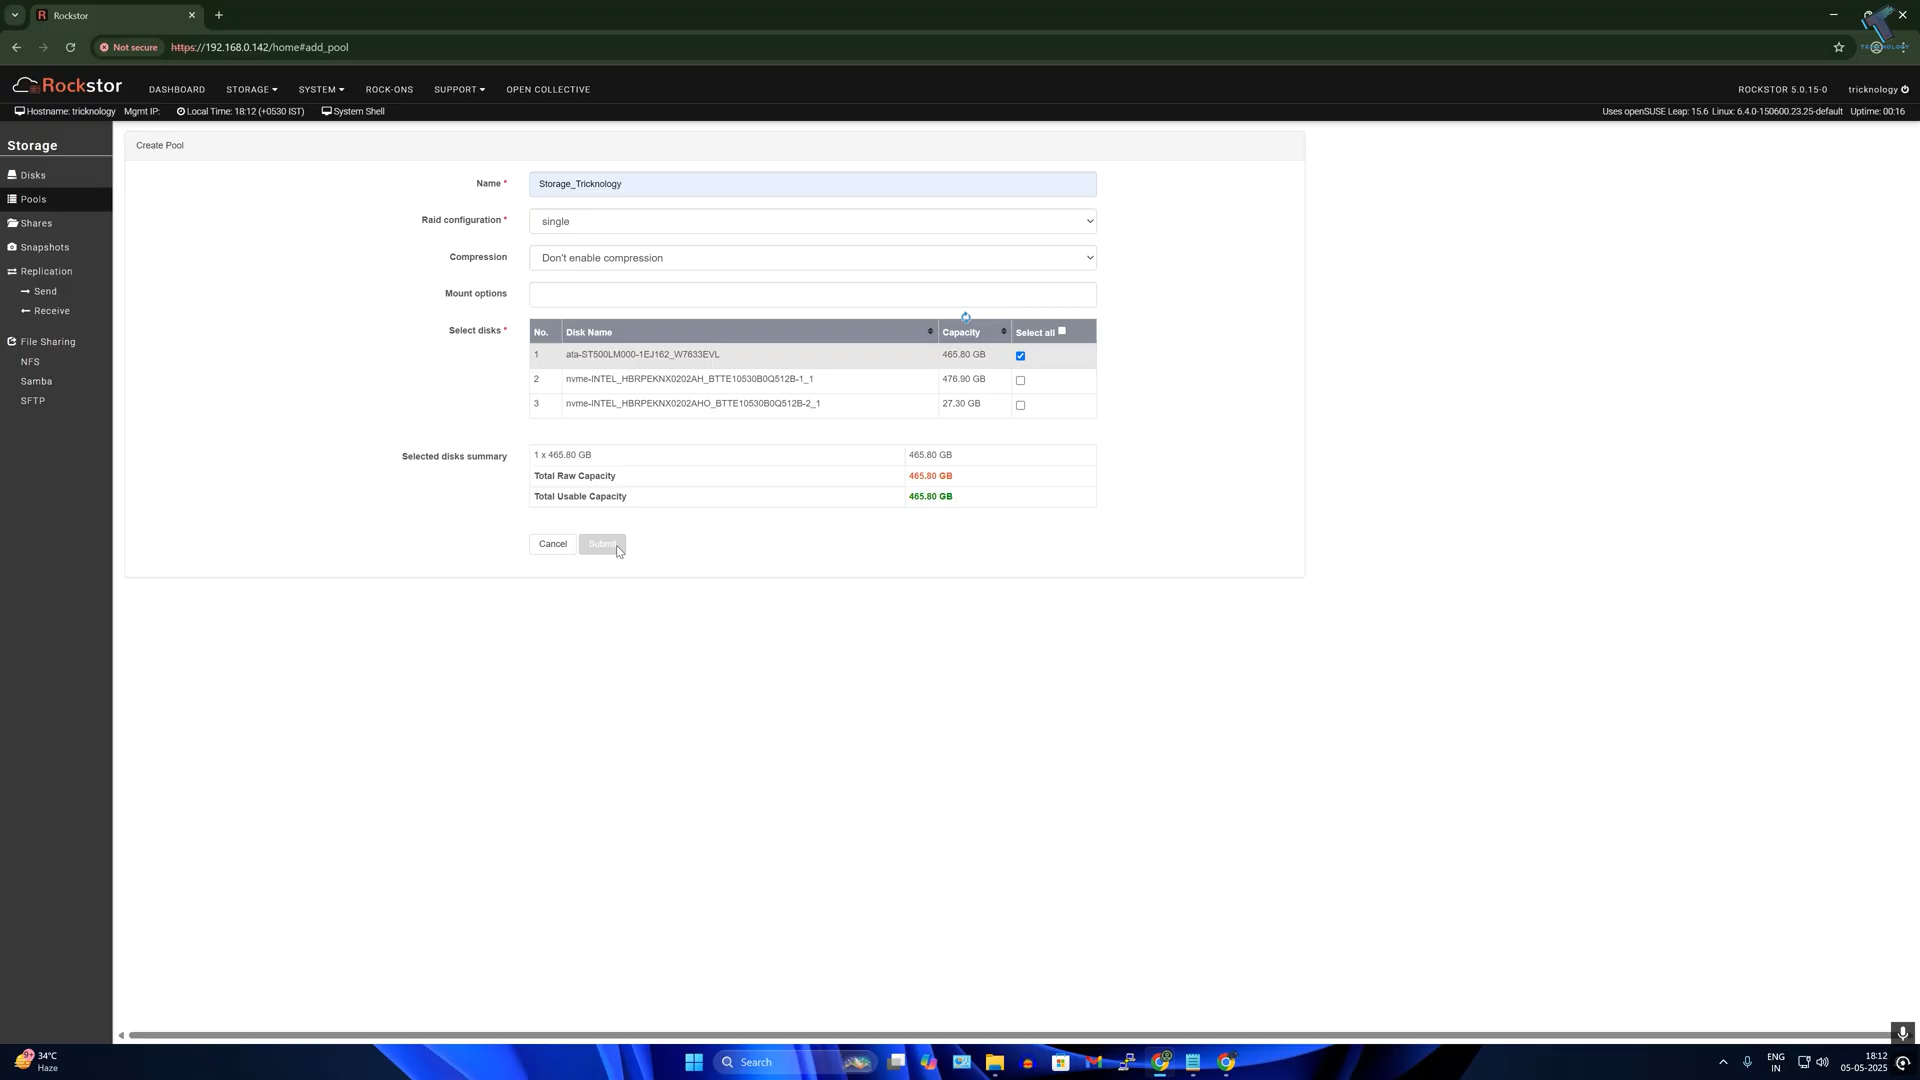 Rockstor
Not secure https://192.168.0.142/home#add_pool
TRICKNOLOGY
Rockstor
DASHBOARD STORAGE SYSTEM ROCK-ONS SUPPORT OPEN COLLECTIVE
ROCKSTOR 5.0.15-0 tricknology
Hostname: tricknology Mgmt IP: Local Time: 18:12 (+0530 IST) System Shell
Uses openSUSE Leap: 15.6 Linux: 6.4.0-150600.23.25-default Uptime: 00:16
Storage
Disks
Pools
Shares
Snapshots
Replication
Send
Receive
File Sharing
NFS
Samba
SFTP
Create Pool
Name * Storage_Tricknology
Raid configuration * single
Compression Don't enable compression
Mount options
Select disks *
No. Disk Name Capacity Select all
1 ata-ST500LM000-1EJ162_W7633EVL 465.80 GB
2 nvme-INTEL_HBRPEKNX0202AH_BTTE10530B0Q512B-1_1 476.90 GB
3 nvme-INTEL_HBRPEKNX0202AHO_BTTE10530B0Q512B-2_1 27.30 GB
Selected disks summary
1 x 465.80 GB 465.80 GB
Total Raw Capacity 465.80 GB
Total Usable Capacity 465.80 GB
Cancel Submit
34°C
Haze
Search
ENG
IN
18:12
05-05-2025